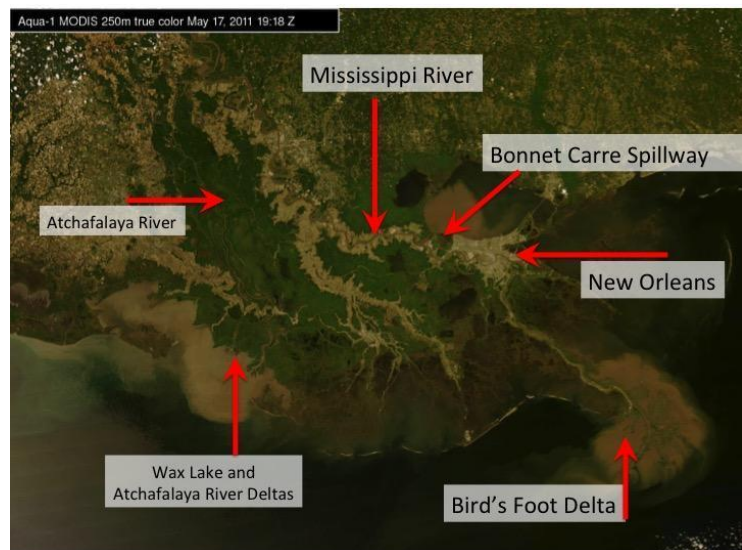 Aqua-1 MODIS 250m true color May 17, 2011 19:18 Z
Mississippi River
Bonnet Carre Spillway
Atchafalaya River
New Orleans
Wax Lake and
Atchafalaya River Deltas
Bird's Foot Delta